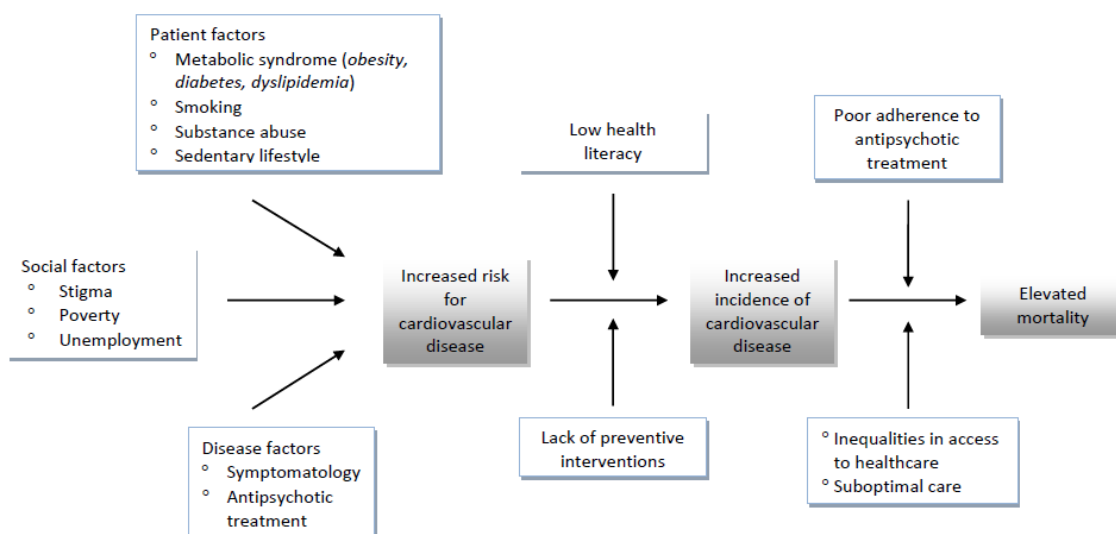 Patient factors
° Metabolic syndrome (obesity,
diabetes, dyslipidemia)
° Smoking
° Substance abuse
° Sedentary lifestyle
Low health
literacy
Poor adherence to
antipsychotic
treatment
Social factors
° Stigma
° Poverty
° Unemployment
Increased risk
for
cardiovascular
disease
Increased
incidence of
cardiovascular
disease
Elevated
mortality
Disease factors
° Symptomatology
° Antipsychotic
treatment
Lack of preventive
interventions
° Inequalities in access
to healthcare
° Suboptimal care